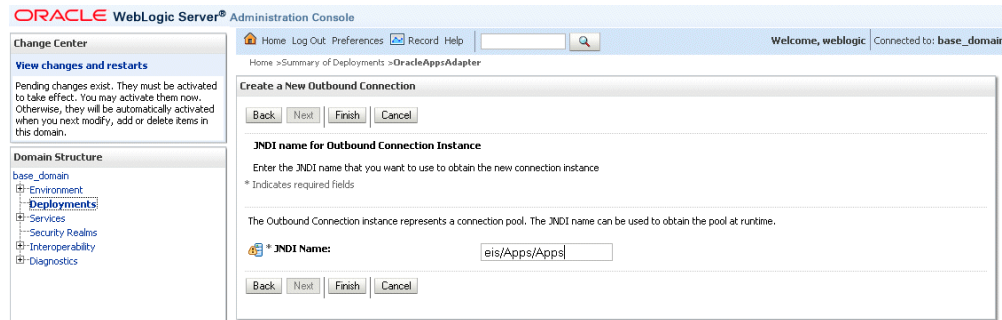 ORACLE WebLogic Server® Administration Console
Change Center
View changes and restarts
Pending changes exist. They must be activated
to take effect. You may activate them now.
Otherwise, they will be automatically activated
when you next modify, add or delete items in
this domain.
Domain Structure
base_domain
Environment
Deployments
Services
Security Realms
Interoperability
Diagnostics
Home Log Out Preferences Record Help
Welcome, weblogic Connected to: base_domain
Home >Summary of Deployments >OracleAppsAdapter
Create a New Outbound Connection
Back Next Finish Cancel
JNDI name for Outbound Connection Instance
Enter the JNDI name that you want to use to obtain the new connection instance
* Indicates required fields
The Outbound Connection instance represents a connection pool. The JNDI name can be used to obtain the pool at runtime.
* JNDI Name: eis/Apps/Apps
Back Next Finish Cancel